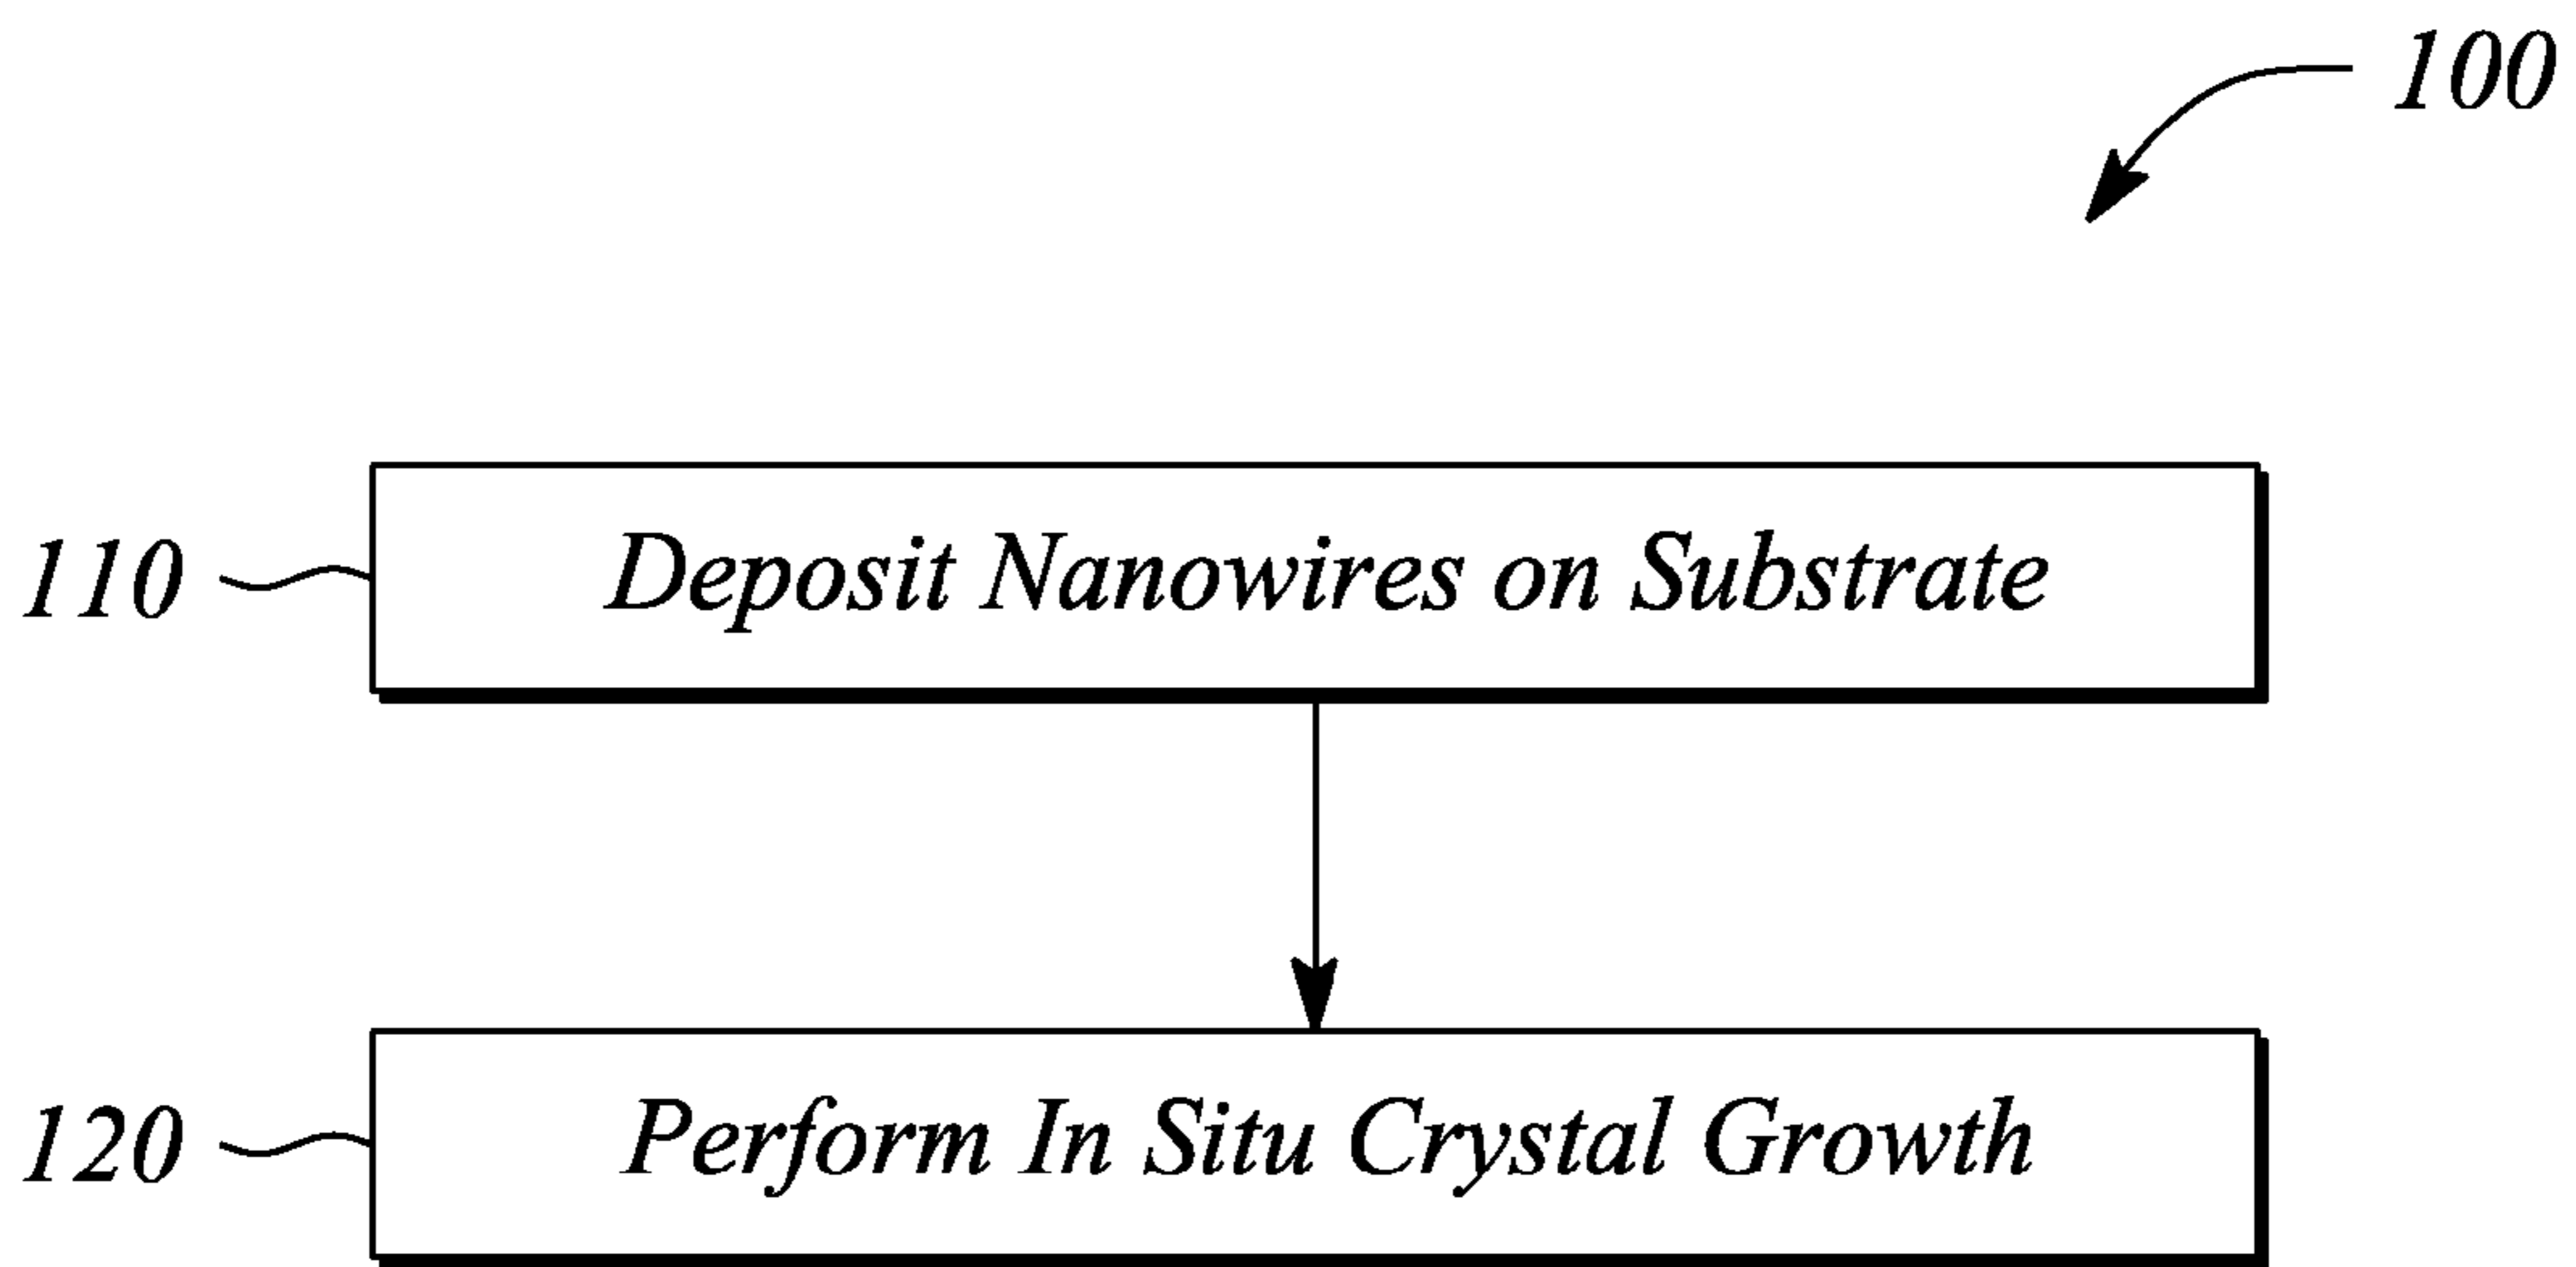 100
110 Deposit Nanowires on Substrate
120 Perform In Situ Crystal Growth